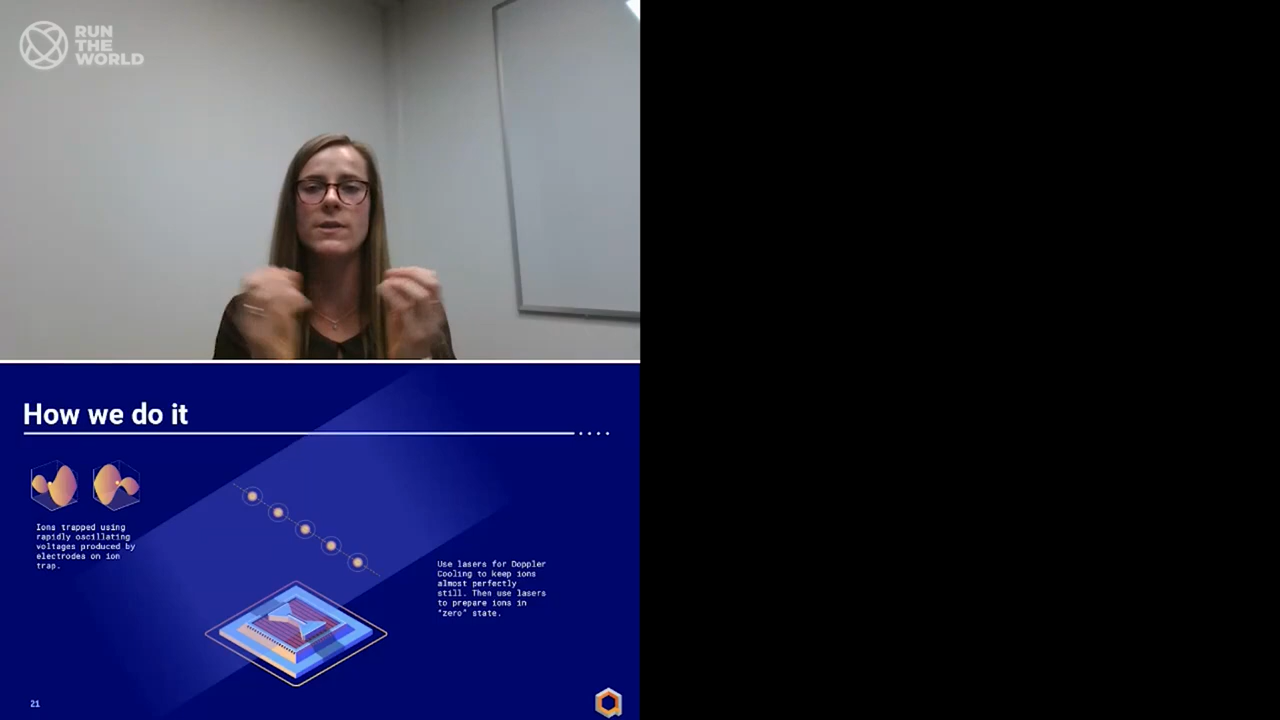 RUN
THE
WORLD
How we do it
Ions trapped using
rapidly oscillating
voltages produced by
electrodes on ion
trap.
Use lasers for Doppler
Cooling to keep ions
almost perfectly
still. Then use lasers
to prepare ions in
"zero" state.
21